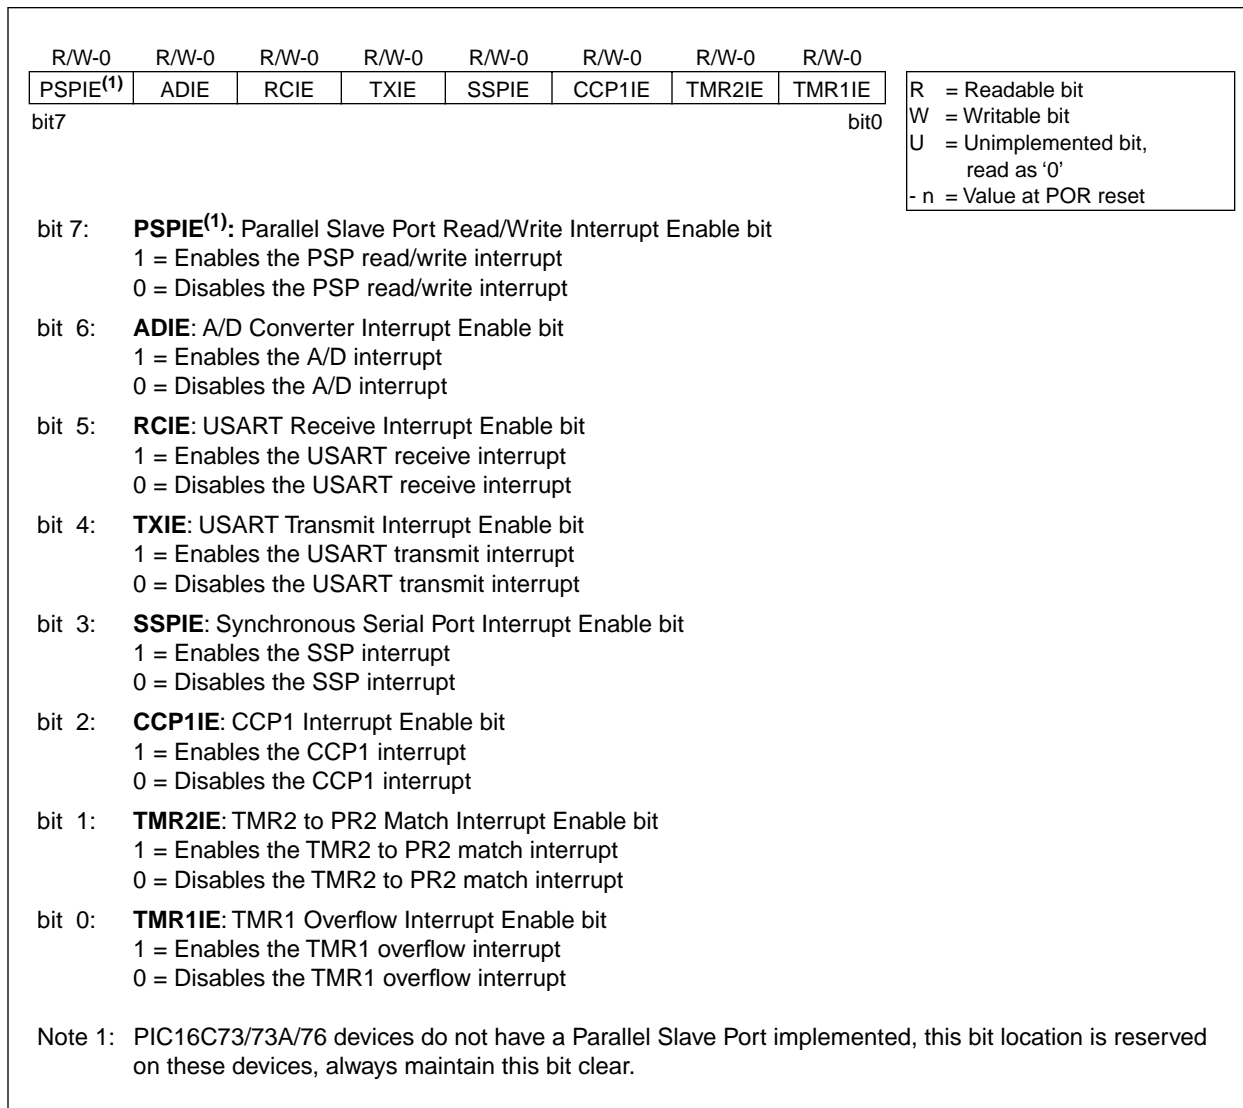 R/W-0 R/W-0 R/W-0 R/W-0 R/W-0 R/W-0 R/W-0 R/W-0
PSPIE(1) ADIE RCIE TXIE SSPIE CCP1IE TMR2IE TMR1IE
bit7 bit0
R = Readable bit
W = Writable bit
U = Unimplemented bit,
read as ‘0’
- n = Value at POR reset
bit 7: PSPIE(1): Parallel Slave Port Read/Write Interrupt Enable bit
1 = Enables the PSP read/write interrupt
0 = Disables the PSP read/write interrupt
bit 6: ADIE: A/D Converter Interrupt Enable bit
1 = Enables the A/D interrupt
0 = Disables the A/D interrupt
bit 5: RCIE: USART Receive Interrupt Enable bit
1 = Enables the USART receive interrupt
0 = Disables the USART receive interrupt
bit 4: TXIE: USART Transmit Interrupt Enable bit
1 = Enables the USART transmit interrupt
0 = Disables the USART transmit interrupt
bit 3: SSPIE: Synchronous Serial Port Interrupt Enable bit
1 = Enables the SSP interrupt
0 = Disables the SSP interrupt
bit 2: CCP1IE: CCP1 Interrupt Enable bit
1 = Enables the CCP1 interrupt
0 = Disables the CCP1 interrupt
bit 1: TMR2IE: TMR2 to PR2 Match Interrupt Enable bit
1 = Enables the TMR2 to PR2 match interrupt
0 = Disables the TMR2 to PR2 match interrupt
bit 0: TMR1IE: TMR1 Overflow Interrupt Enable bit
1 = Enables the TMR1 overflow interrupt
0 = Disables the TMR1 overflow interrupt
Note 1: PIC16C73/73A/76 devices do not have a Parallel Slave Port implemented, this bit location is reserved
on these devices, always maintain this bit clear.